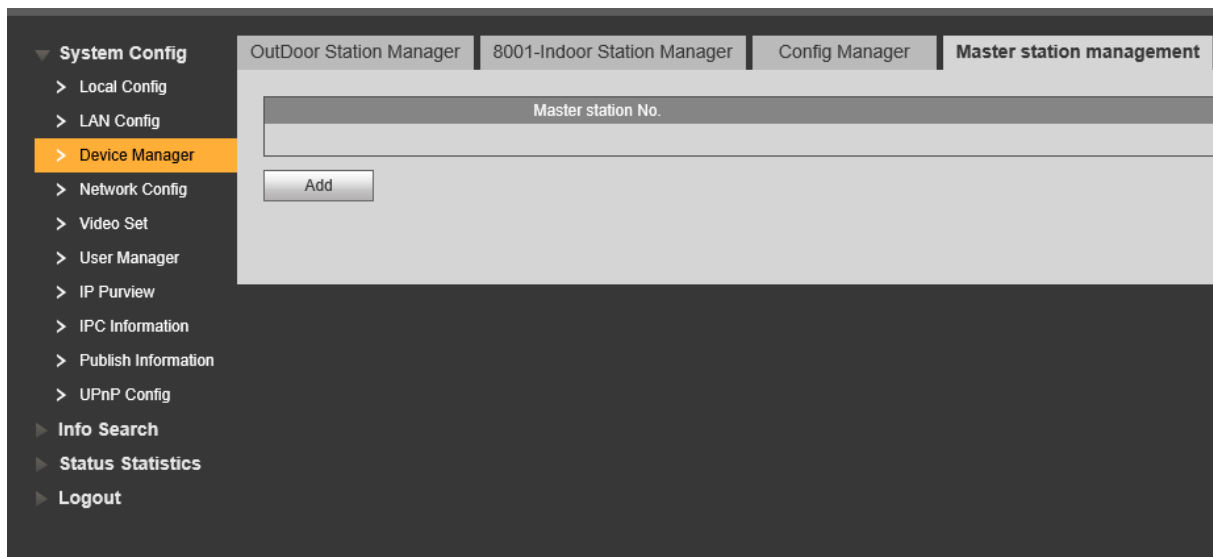 System Config
Local Config
LAN Config
Device Manager
Network Config
Video Set
User Manager
IP Purview
IPC Information
Publish Information
UPnP Config
Info Search
Status Statistics
Logout
OutDoor Station Manager
8001-Indoor Station Manager
Config Manager
Master station management
Master station No.
Add